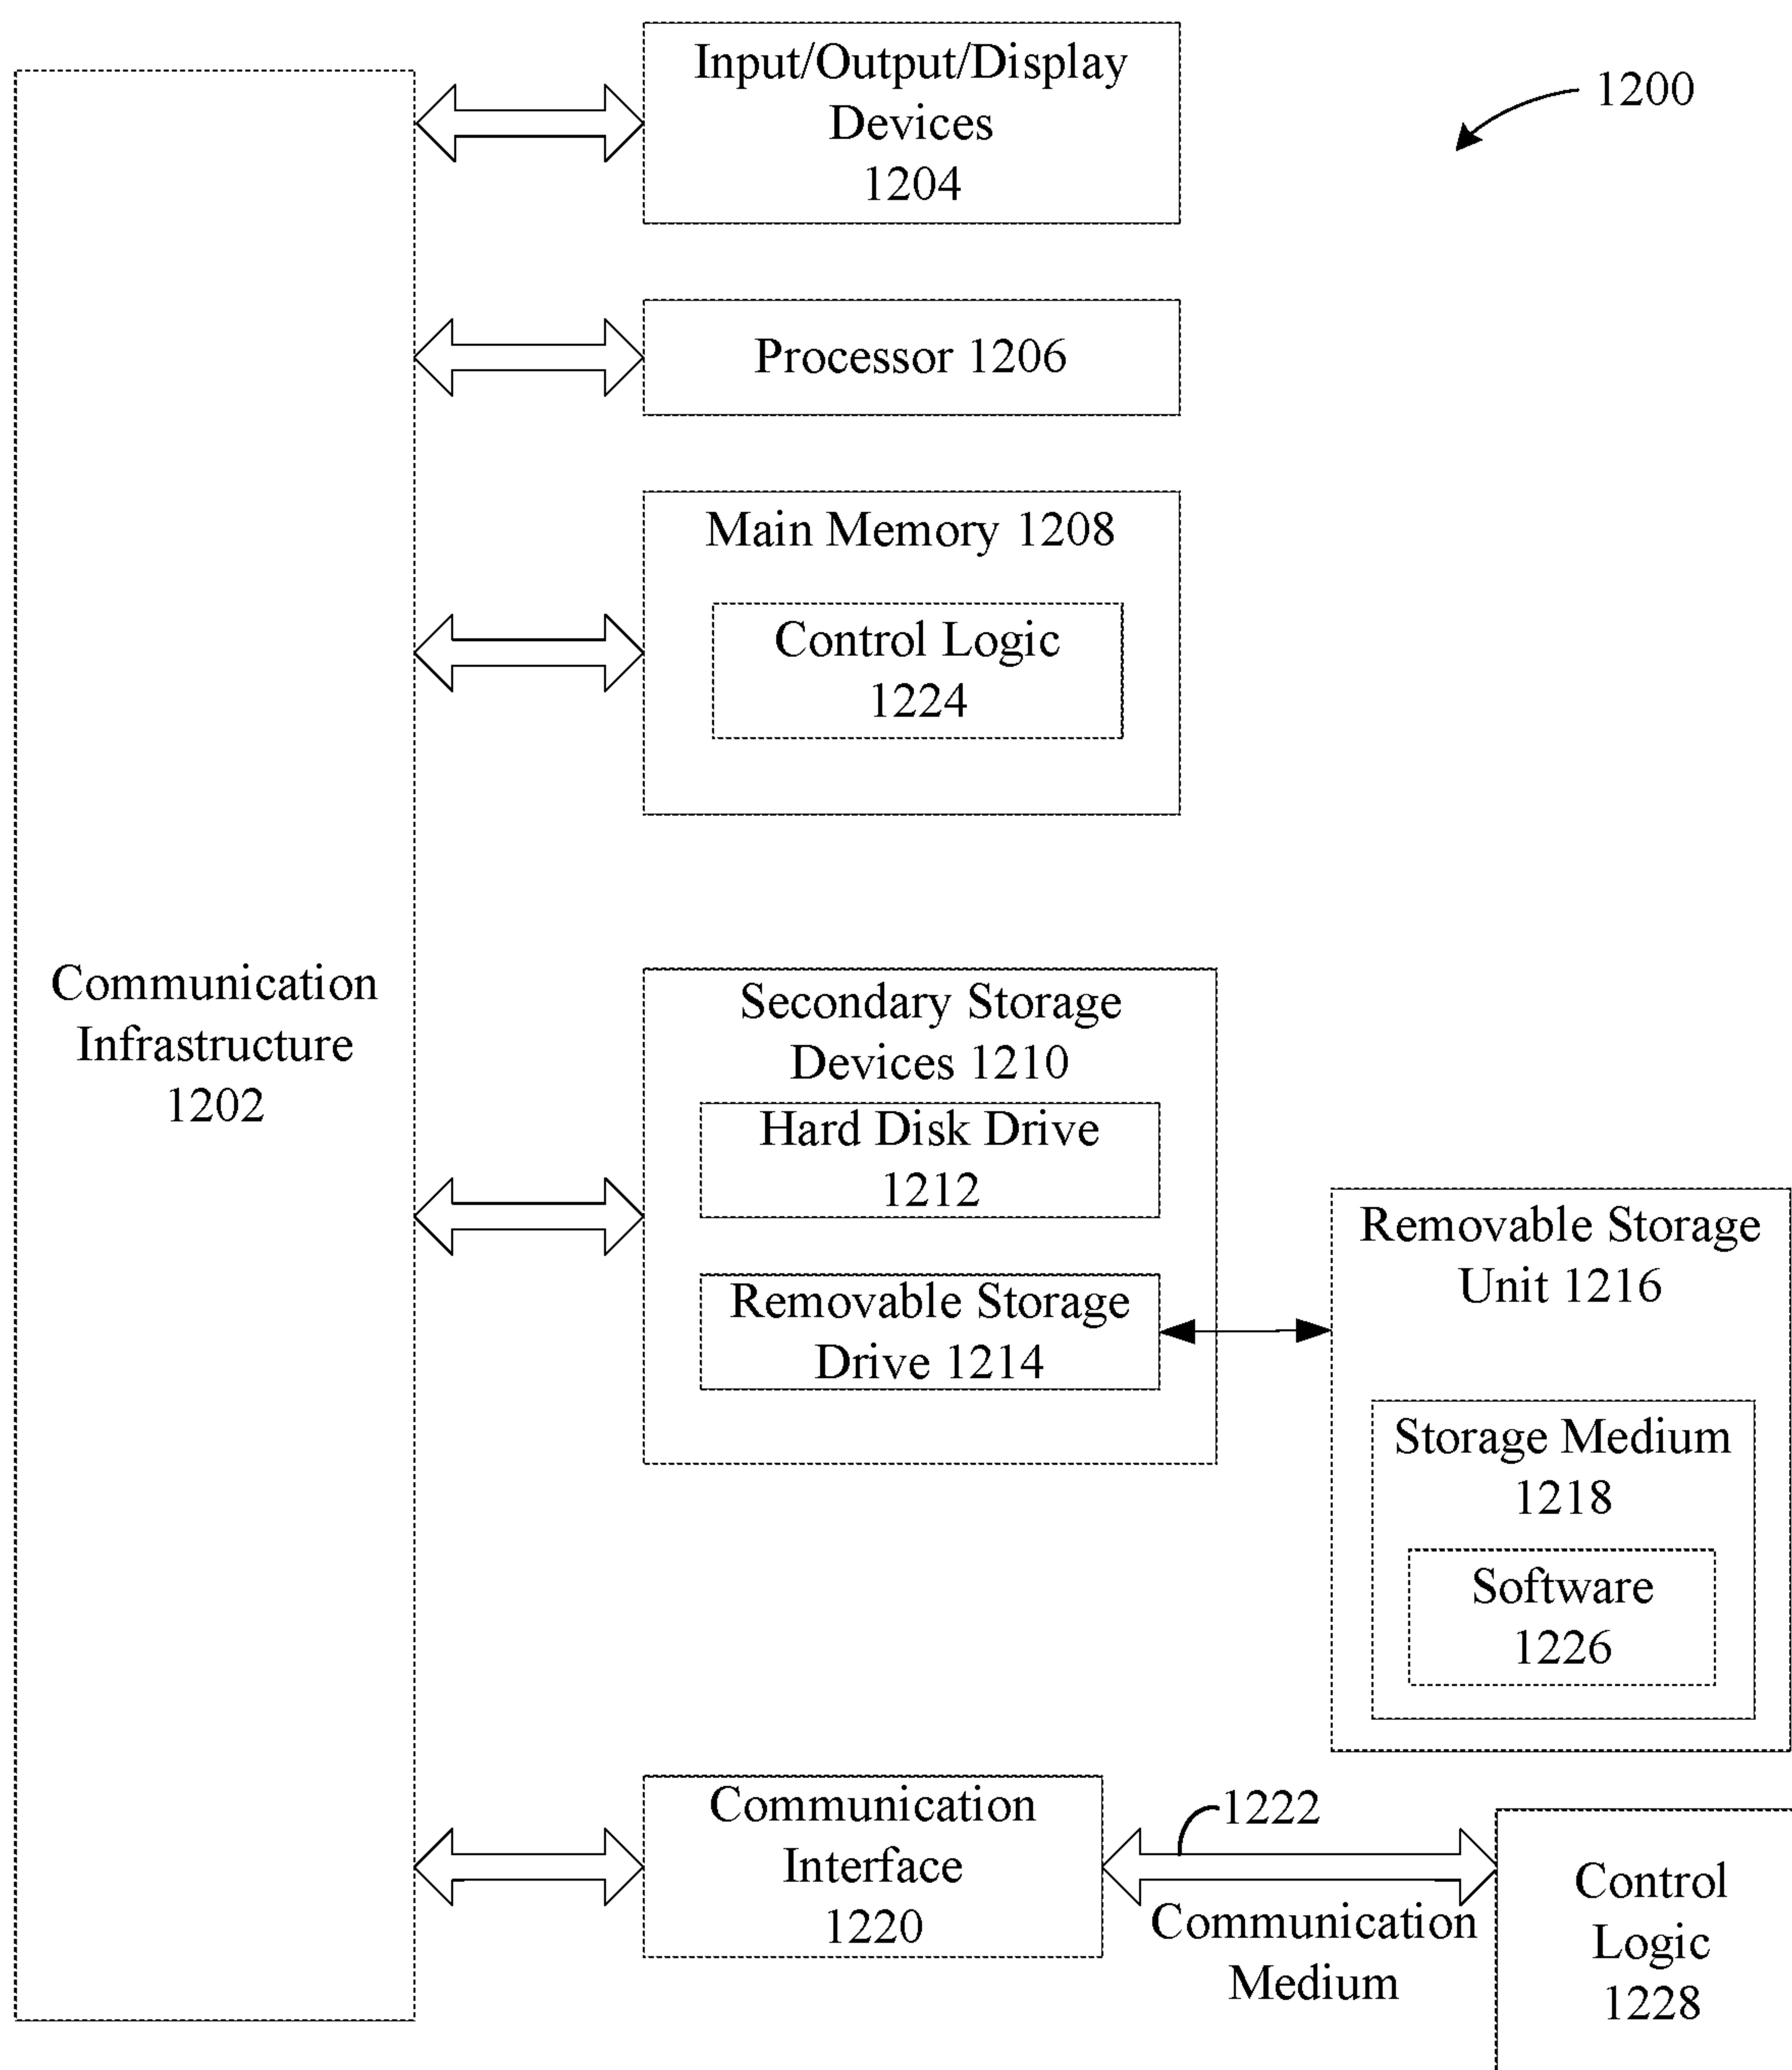 Input/Output/Display
Devices
1204
1200
Processor 1206
Main Memory 1208
Control Logic
1224
Communication
Infrastructure
1202
Secondary Storage
Devices 1210
Hard Disk Drive
1212
Removable Storage
Drive 1214
Removable Storage
Unit 1216
Storage Medium
1218
Software
1226
Communication
Interface
1220
1222
Communication
Medium
Control
Logic
1228